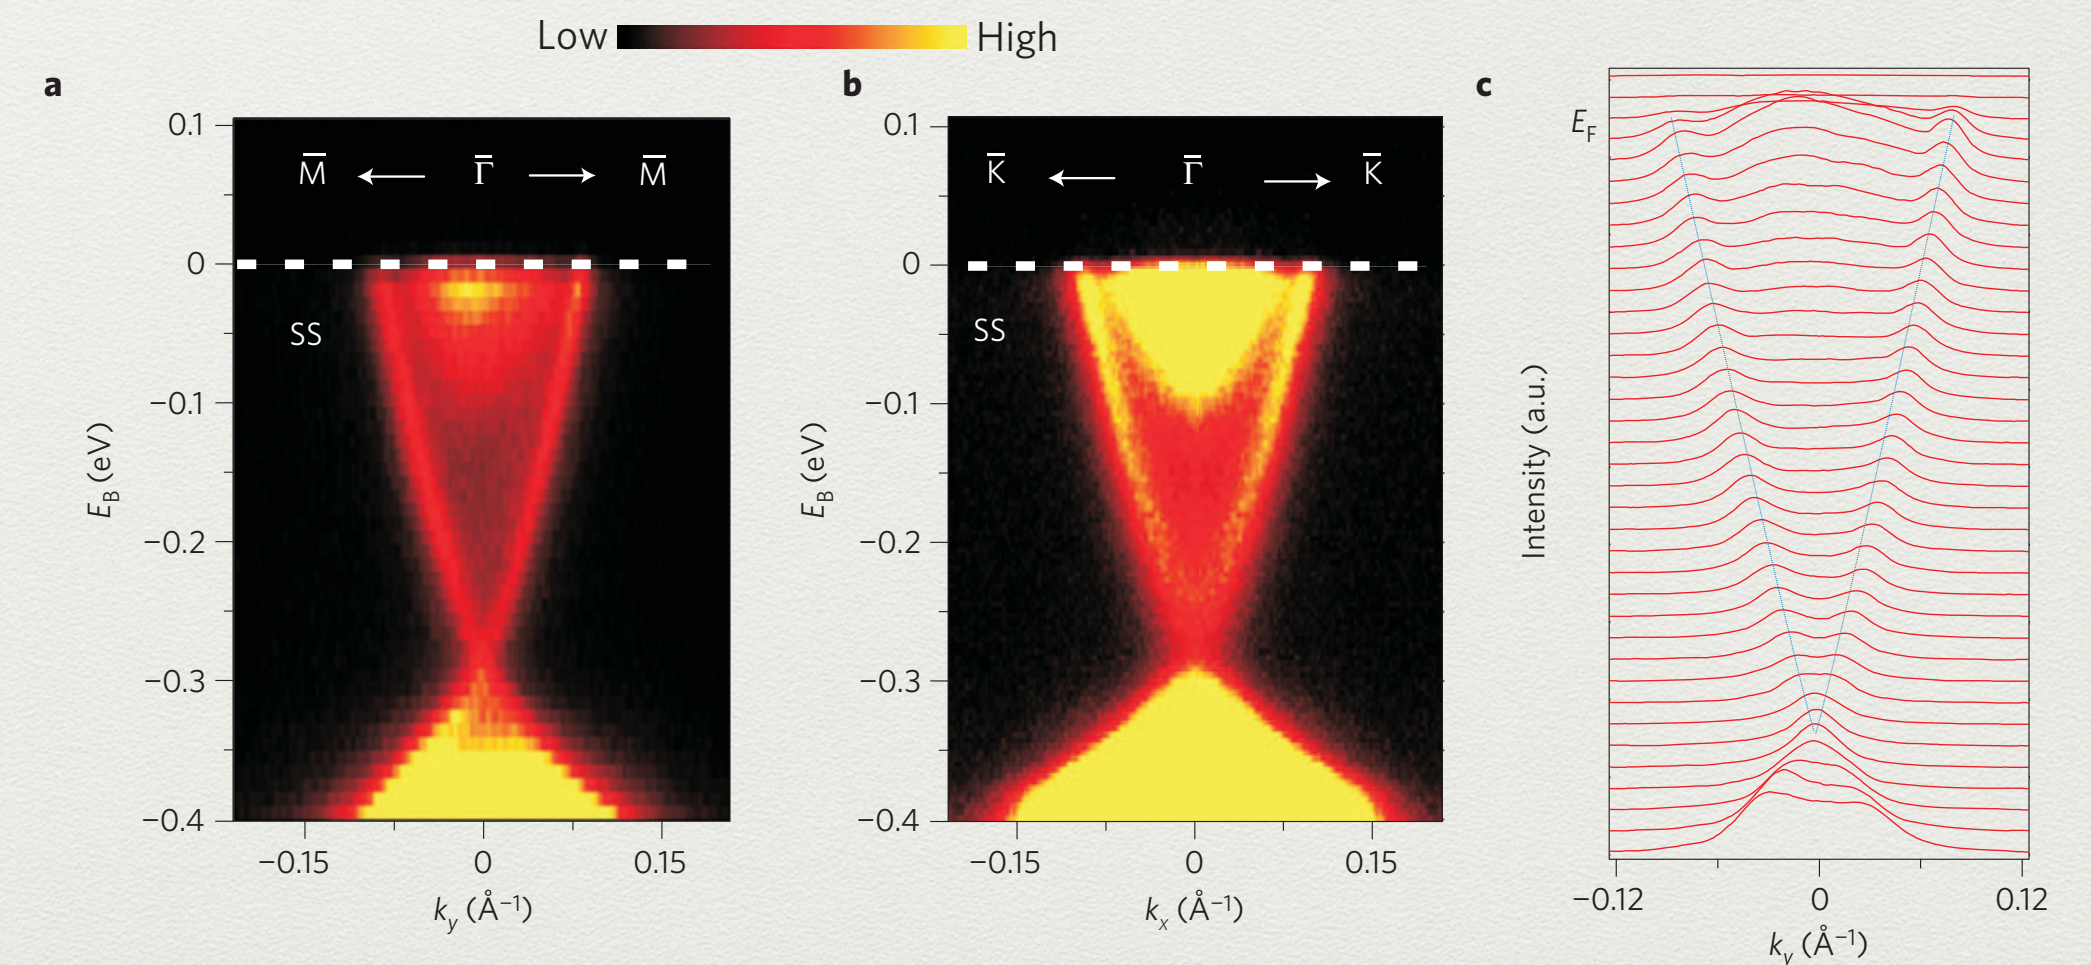 Low High
a
0.1
0
−0.1
−0.2
−0.3
−0.4
E_B (eV)
M̅ ← Γ̅ → M̅
SS
−0.15 0 0.15
k_y (Å⁻¹)
b
0.1
0
−0.1
−0.2
−0.3
−0.4
E_B (eV)
K̅ ← Γ̅ → K̅
SS
−0.15 0 0.15
k_x (Å⁻¹)
c
E_F
Intensity (a.u.)
−0.12 0 0.12
k_y (Å⁻¹)